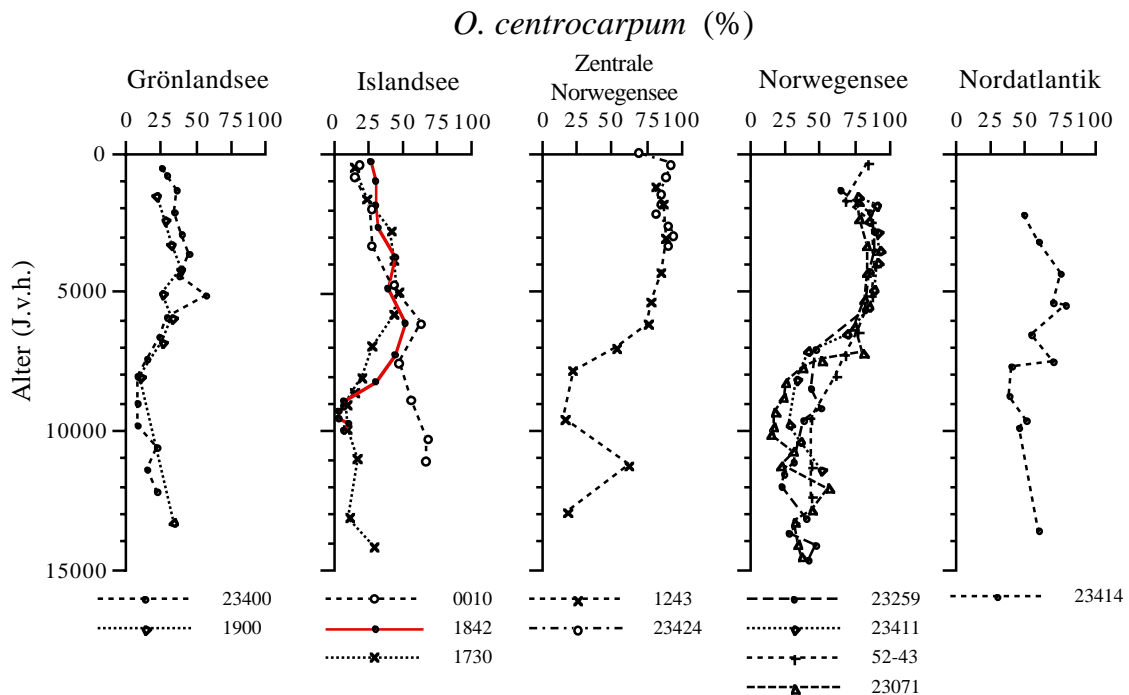 O. centrocarpum (%)
Grönlandsee
Islandsee
Zentrale
Norwegensee
Norwegensee
Nordatlantik
0 25 50 75 100
0 25 50 75 100
0 25 50 75 100
0 25 50 75 100
0 25 50 75 100
Alter (J.v.h.)
0
5000
10000
15000
23400
1900
0010
1842
1730
1243
23424
23259
23411
52-43
23071
23414